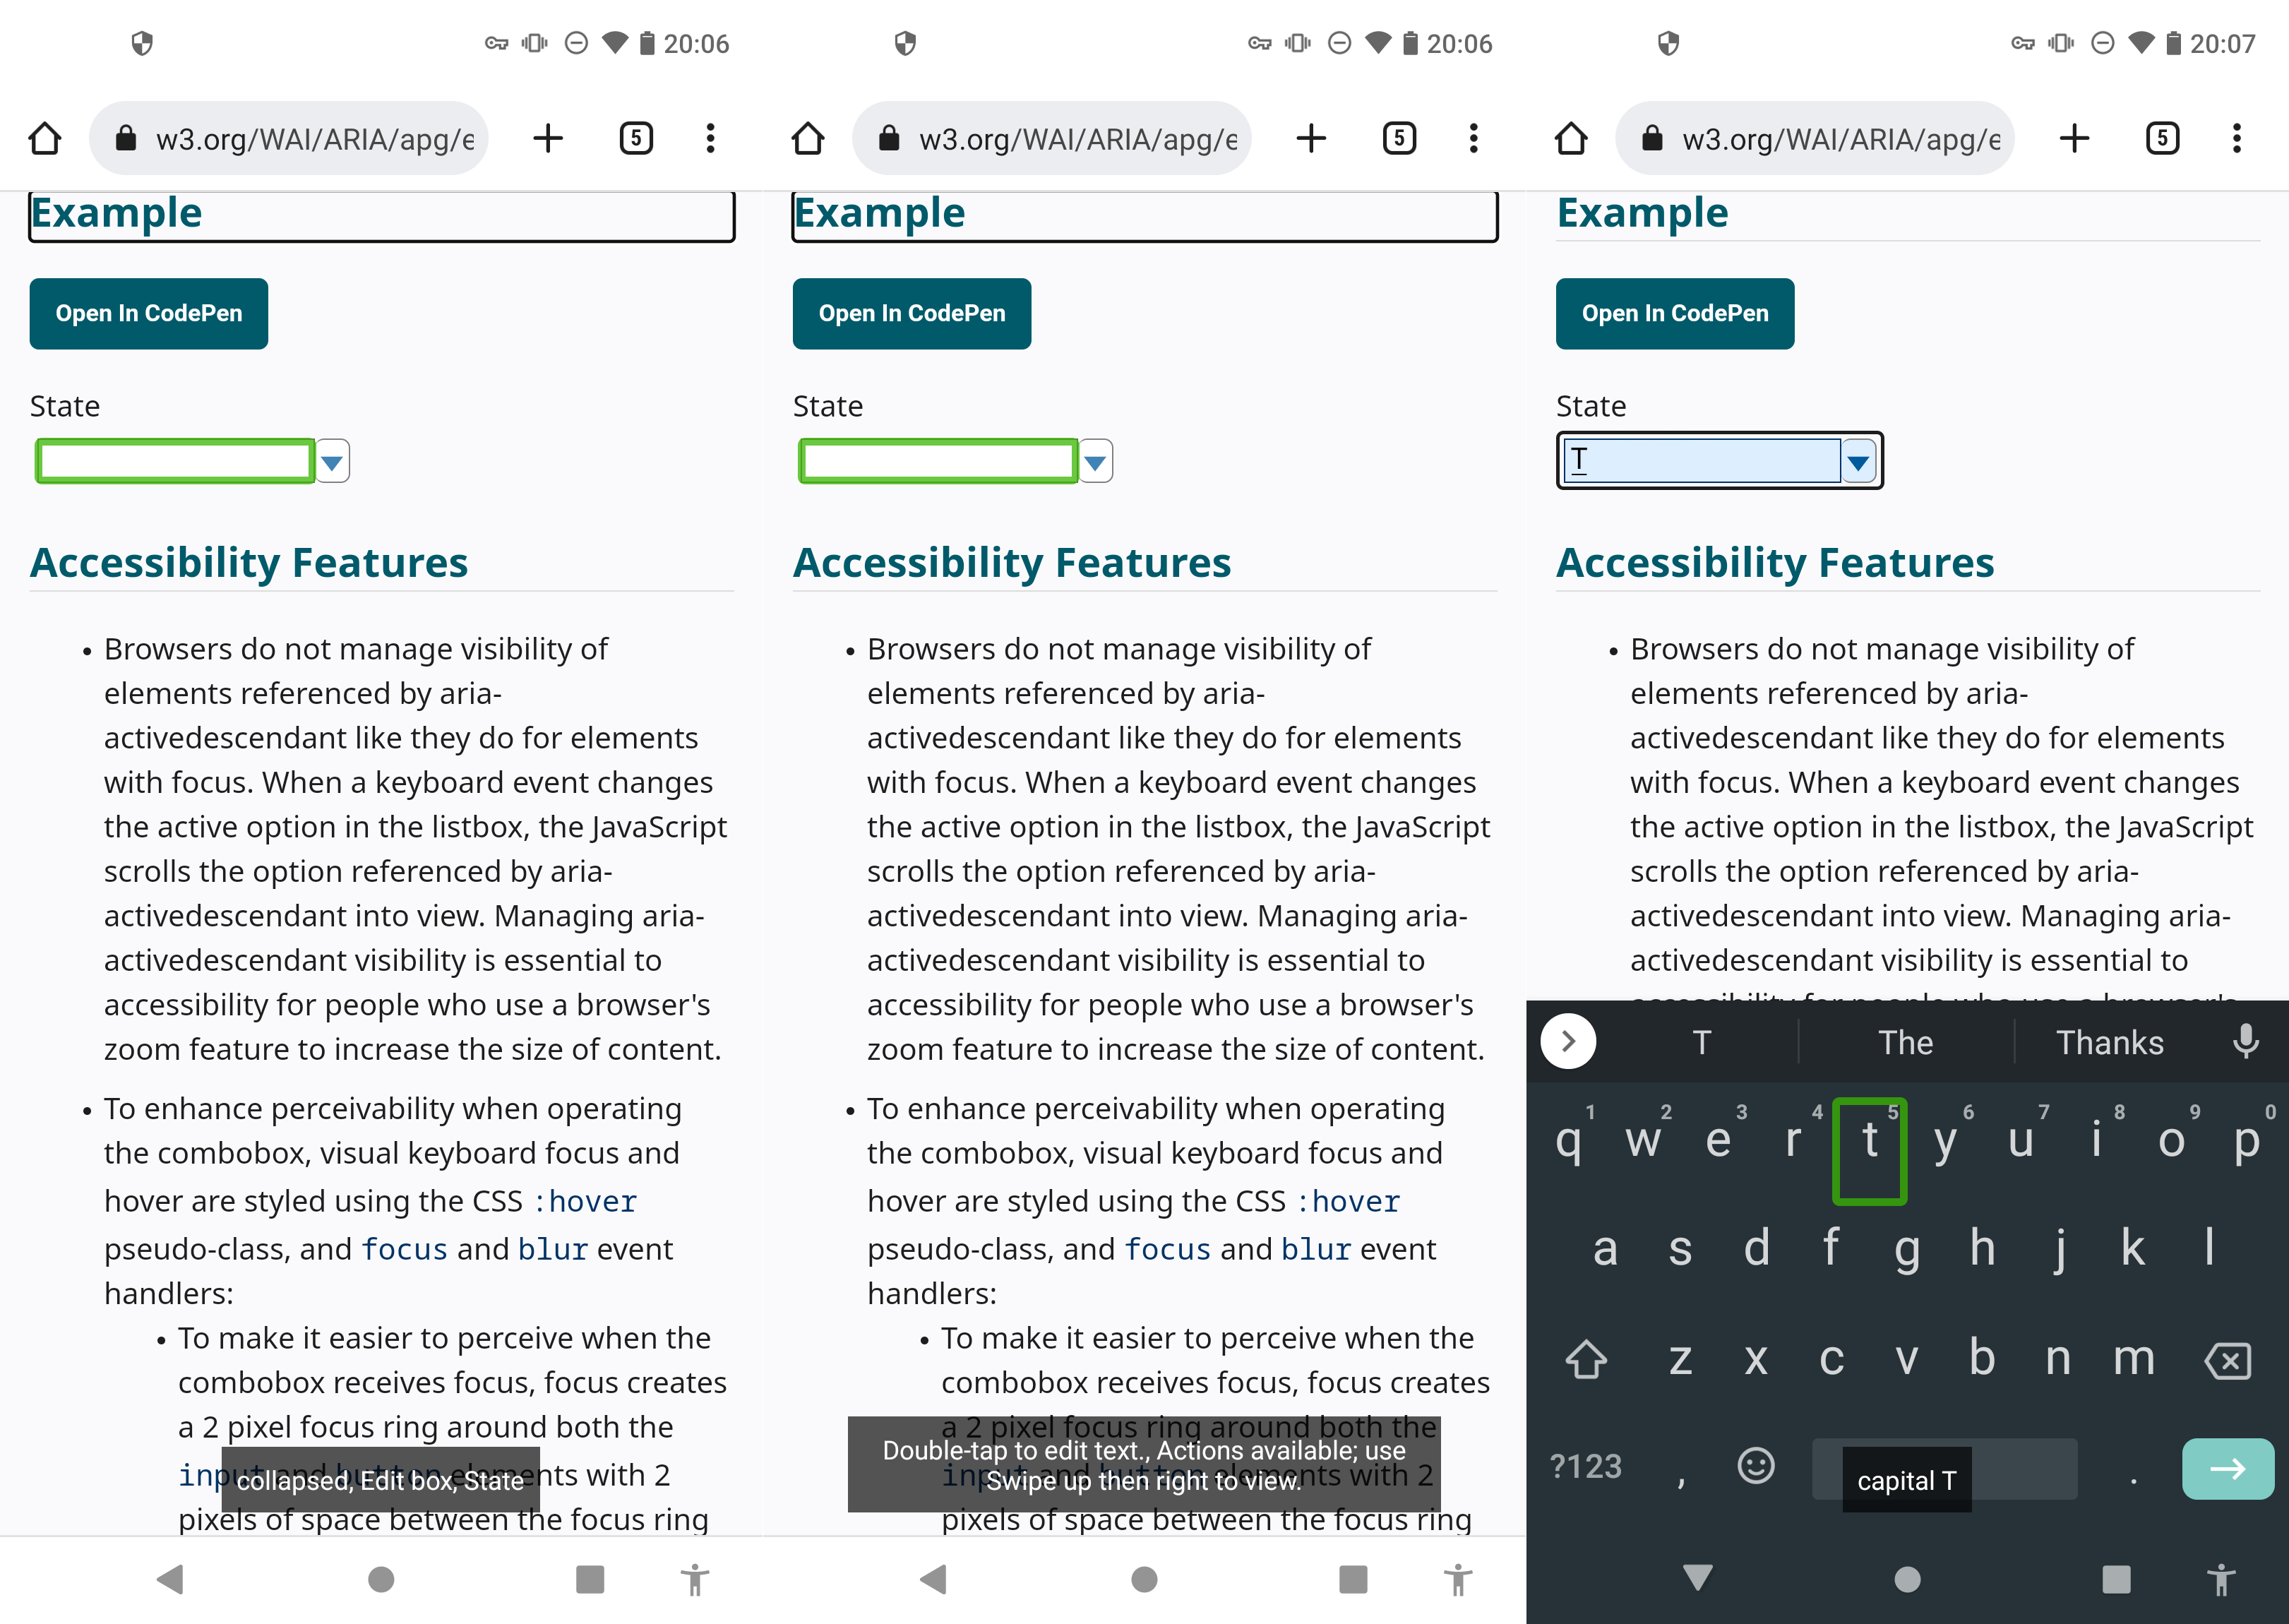 20:06
w3.org/WAI/ARIA/apg/e
5
Example
Open In CodePen
State
Accessibility Features
• Browsers do not manage visibility of
elements referenced by aria-
activedescendant like they do for elements
with focus. When a keyboard event changes
the active option in the listbox, the JavaScript
scrolls the option referenced by aria-
activedescendant into view. Managing aria-
activedescendant visibility is essential to
accessibility for people who use a browser's
zoom feature to increase the size of content.
• To enhance perceivability when operating
the combobox, visual keyboard focus and
hover are styled using the CSS :hover
pseudo-class, and focus and blur event
handlers:
• To make it easier to perceive when the
combobox receives focus, focus creates
a 2 pixel focus ring around both the
input and button elements with 2
collapsed, Edit box, State
pixels of space between the focus ring
20:06
w3.org/WAI/ARIA/apg/e
5
Example
Open In CodePen
State
Accessibility Features
• Browsers do not manage visibility of
elements referenced by aria-
activedescendant like they do for elements
with focus. When a keyboard event changes
the active option in the listbox, the JavaScript
scrolls the option referenced by aria-
activedescendant into view. Managing aria-
activedescendant visibility is essential to
accessibility for people who use a browser's
zoom feature to increase the size of content.
• To enhance perceivability when operating
the combobox, visual keyboard focus and
hover are styled using the CSS :hover
pseudo-class, and focus and blur event
handlers:
• To make it easier to perceive when the
combobox receives focus, focus creates
a 2 pixel focus ring around both the
Double-tap to edit text., Actions available; use
input and button elements with 2
Swipe up then right to view.
pixels of space between the focus ring
20:07
w3.org/WAI/ARIA/apg/e
5
Example
Open In CodePen
State
T
Accessibility Features
• Browsers do not manage visibility of
elements referenced by aria-
activedescendant like they do for elements
with focus. When a keyboard event changes
the active option in the listbox, the JavaScript
scrolls the option referenced by aria-
activedescendant into view. Managing aria-
activedescendant visibility is essential to
accessibility for people who use a browser's
T The Thanks
1 2 3 4 5 6 7 8 9 0
q w e r t y u i o p
a s d f g h j k l
z x c v b n m
?123 , .
capital T